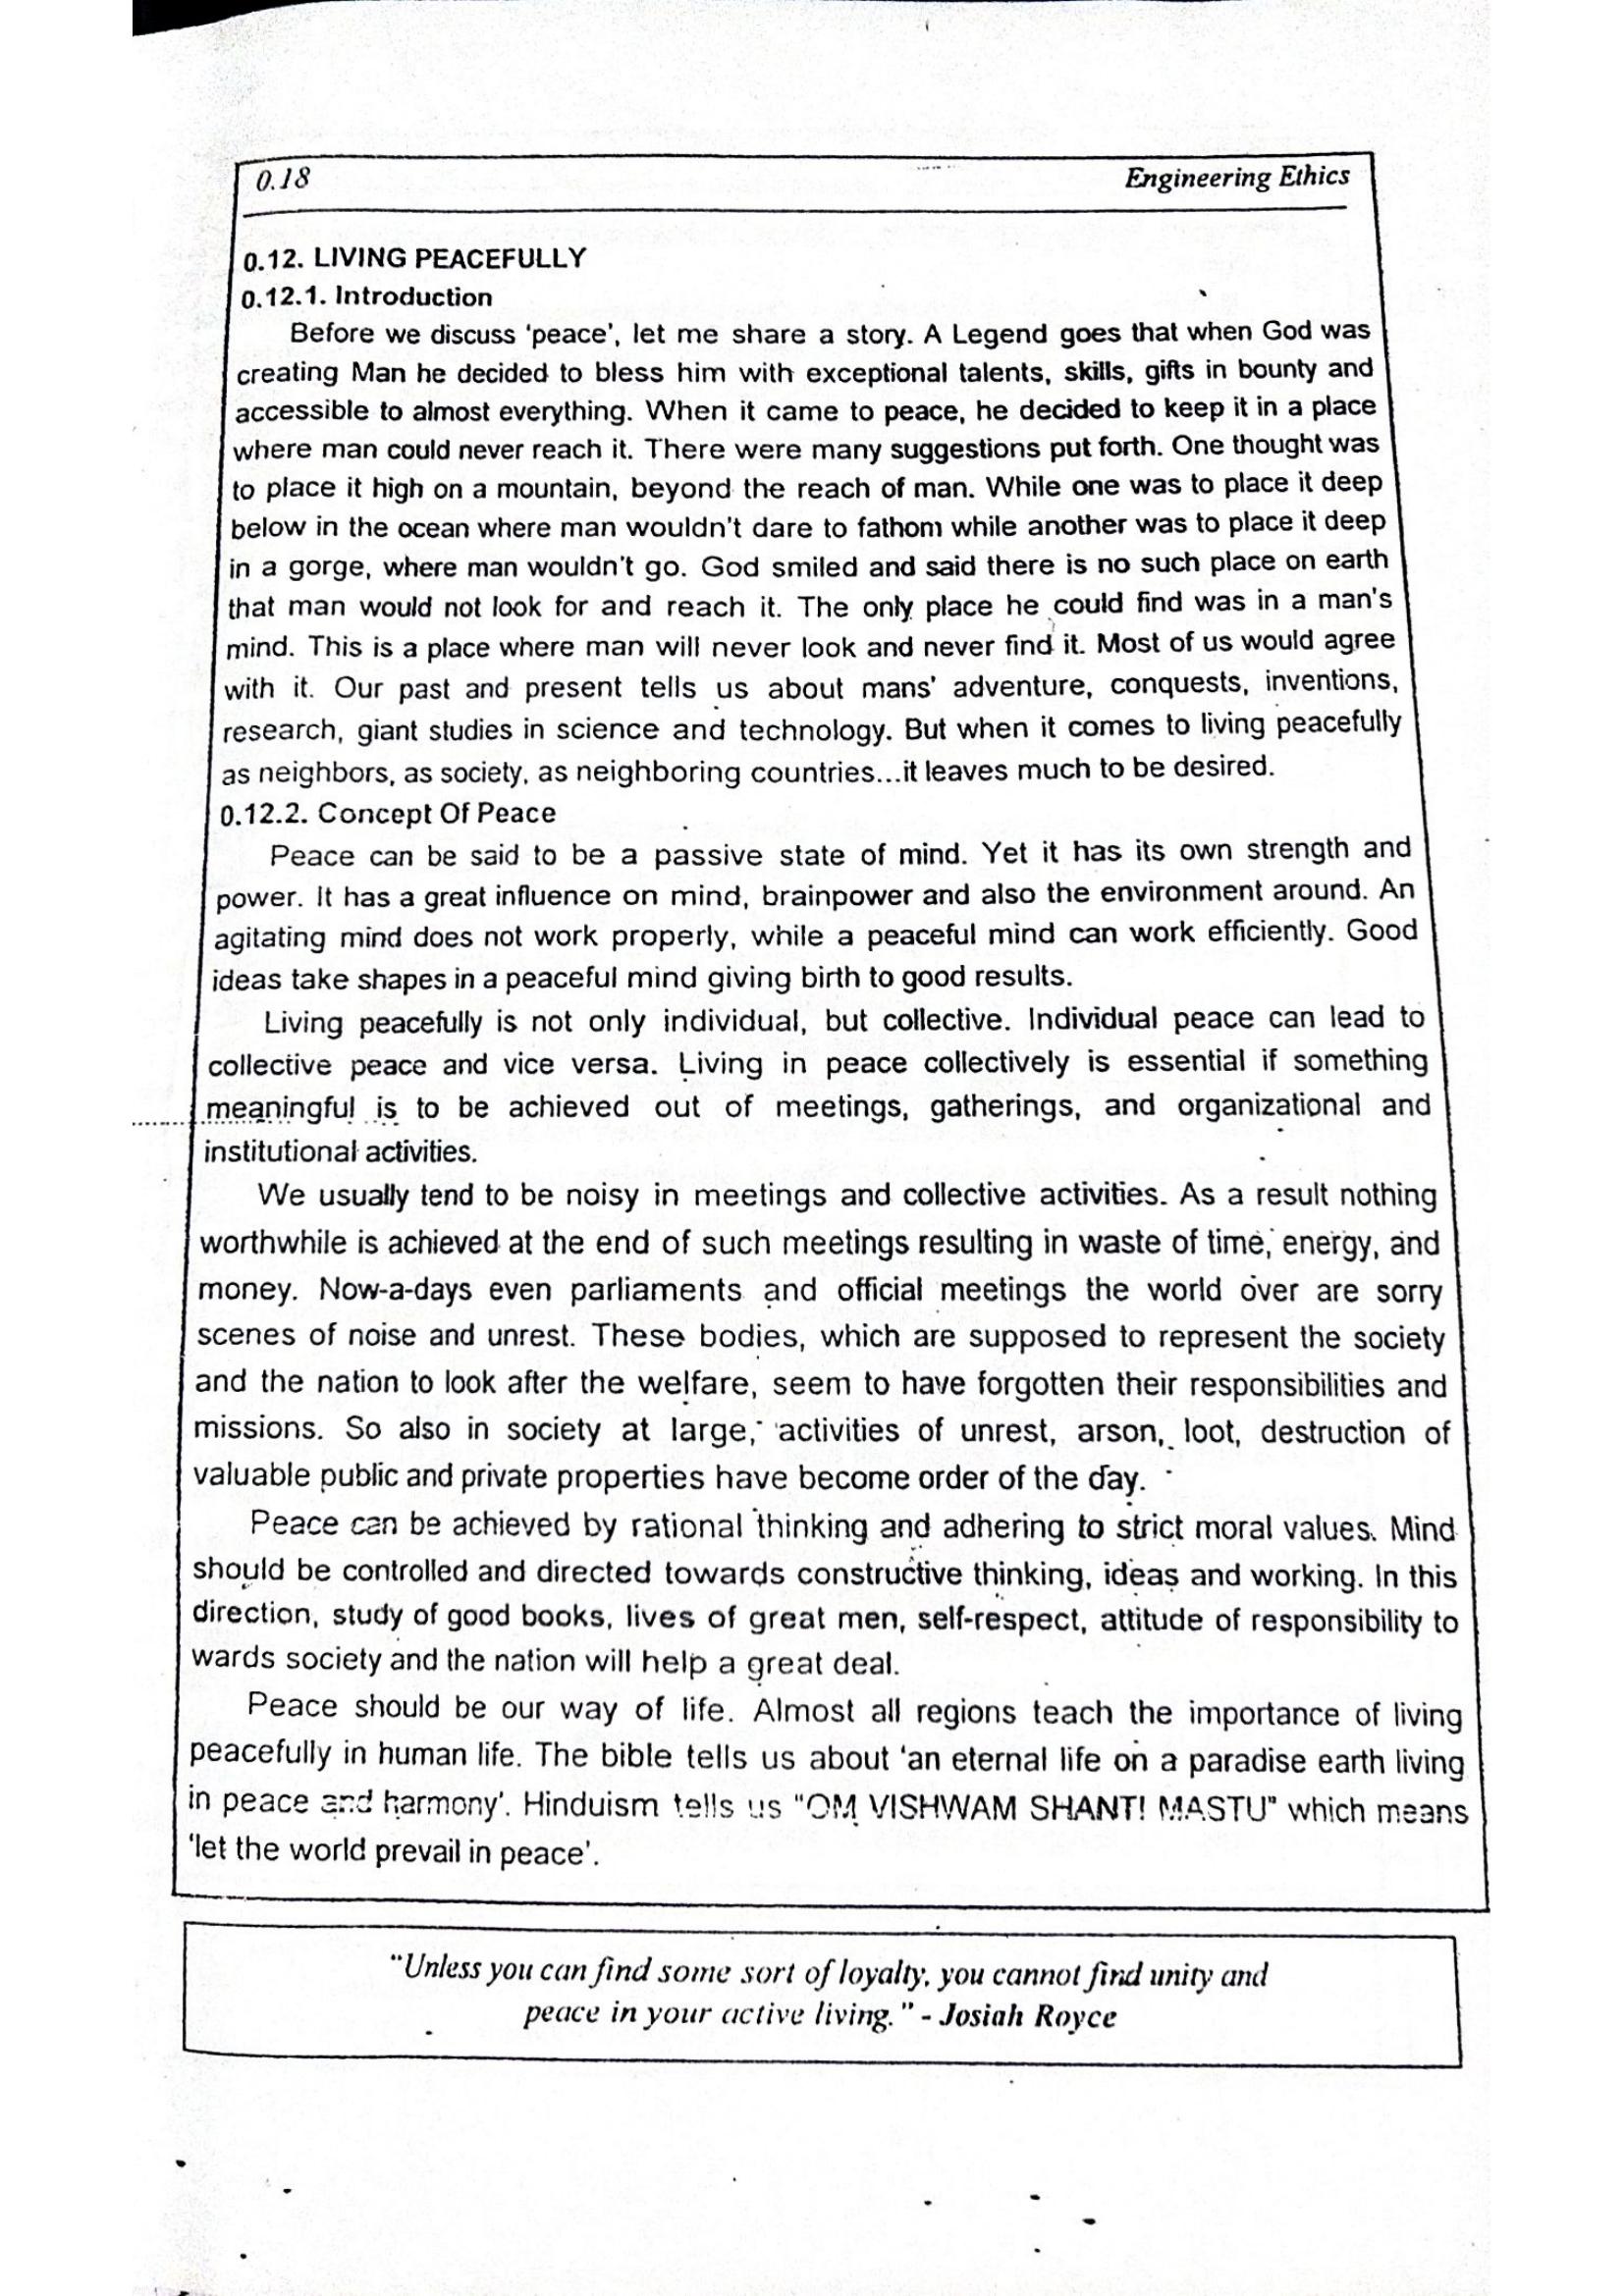 0.18 Engineering Ethics
0.12. LIVING PEACEFULLY
0.12.1. Introduction
Before we discuss 'peace', let me share a story. A Legend goes that when God was
creating Man he decided to bless him with exceptional talents, skills, gifts in bounty and
accessible to almost everything. When it came to peace, he decided to keep it in a place
where man could never reach it. There were many suggestions put forth. One thought was
to place it high on a mountain, beyond the reach of man. While one was to place it deep
below in the ocean where man wouldn't dare to fathom while another was to place it deep
in a gorge, where man wouldn't go. God smiled and said there is no such place on earth
that man would not look for and reach it. The only place he could find was in a man's
mind. This is a place where man will never look and never find it. Most of us would agree
with it. Our past and present tells us about mans' adventure, conquests, inventions,
research, giant studies in science and technology. But when it comes to living peacefully
as neighbors, as society, as neighboring countries...it leaves much to be desired.
0.12.2. Concept Of Peace
Peace can be said to be a passive state of mind. Yet it has its own strength and
power. It has a great influence on mind, brainpower and also the environment around. An
agitating mind does not work properly, while a peaceful mind can work efficiently. Good
ideas take shapes in a peaceful mind giving birth to good results.
Living peacefully is not only individual, but collective. Individual peace can lead to
collective peace and vice versa. Living in peace collectively is essential if something
meaningful is to be achieved out of meetings, gatherings, and organizational and
institutional activities.
We usually tend to be noisy in meetings and collective activities. As a result nothing
worthwhile is achieved at the end of such meetings resulting in waste of time, energy, and
money. Now-a-days even parliaments and official meetings the world over are sorry
scenes of noise and unrest. These bodies, which are supposed to represent the society
and the nation to look after the welfare, seem to have forgotten their responsibilities and
missions. So also in society at large, activities of unrest, arson, loot, destruction of
valuable public and private properties have become order of the day.
Peace can be achieved by rational thinking and adhering to strict moral values. Mind
should be controlled and directed towards constructive thinking, ideas and working. In this
direction, study of good books, lives of great men, self-respect, attitude of responsibility to
wards society and the nation will help a great deal.
Peace should be our way of life. Almost all regions teach the importance of living
peacefully in human life. The bible tells us about 'an eternal life on a paradise earth living
in peace and harmony'. Hinduism tells us "OM VISHWAM SHANTI MASTU" which means
'let the world prevail in peace'.
"Unless you can find some sort of loyalty, you cannot find unity and
peace in your active living." - Josiah Royce